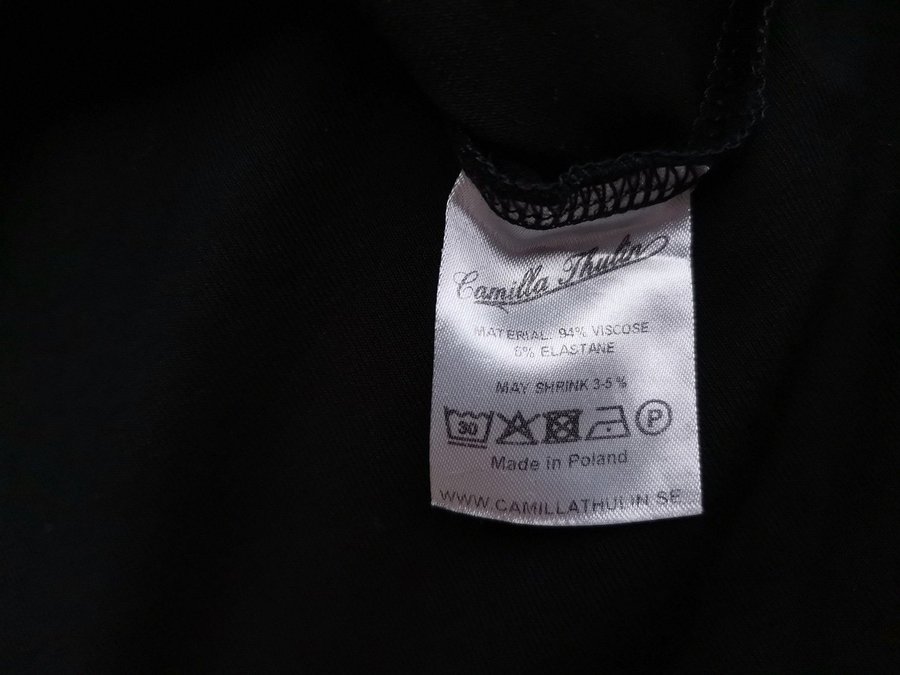 Camilla Thulin
MATERIAL: 94% VISCOSE
6% ELASTANE
MAY SHRINK 3-5 %
30 P
Made in Poland
WWW.CAMILLATHULIN.SE